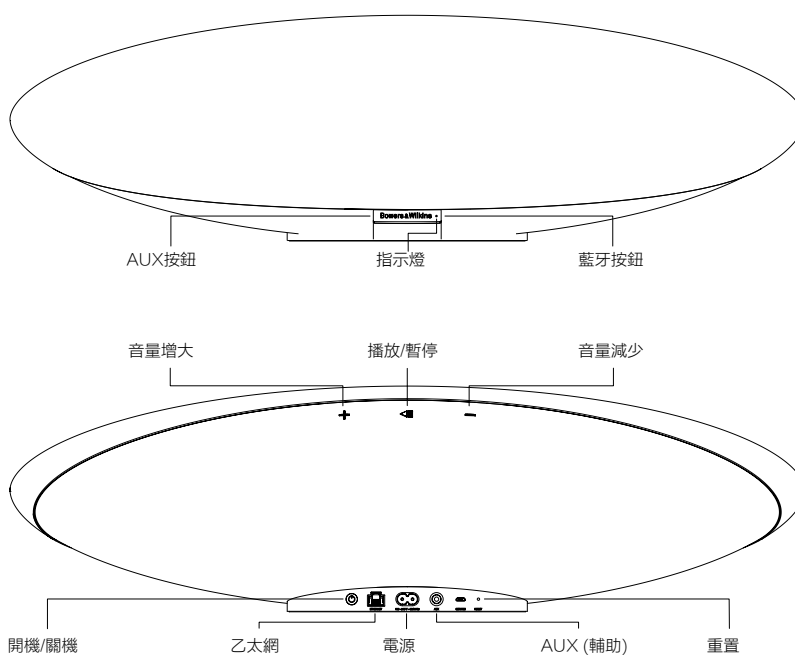 Bowers & Wilkins
AUX按鈕 指示燈 藍牙按鈕
音量增大 播放/暫停 音量減少
開機/關機 乙太網 電源 AUX (輔助) 重置